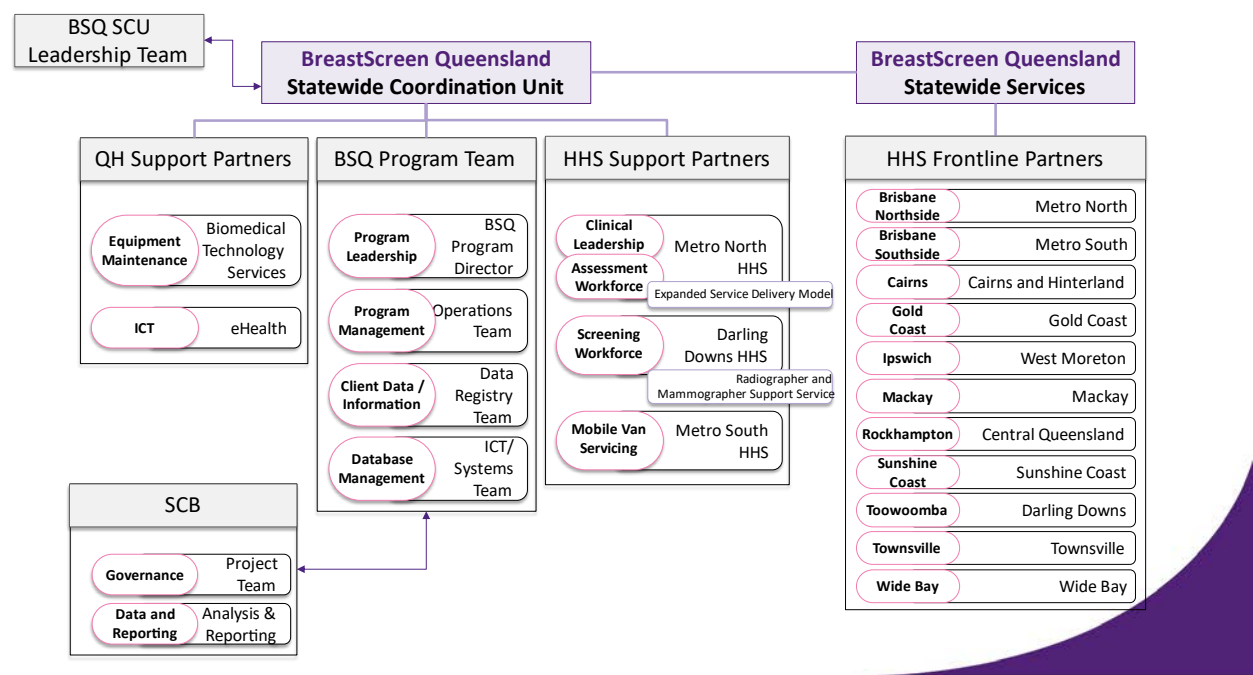 BSQ SCU
Leadership Team
BreastScreen Queensland
Statewide Coordination Unit
BreastScreen Queensland
Statewide Services
QH Support Partners
Equipment
Maintenance
Biomedical
Technology
Services
ICT
eHealth
BSQ Program Team
Program
Leadership
BSQ
Program
Director
Program
Management
Operations
Team
Client Data /
Information
Data
Registry
Team
Database
Management
ICT/
Systems
Team
HHS Support Partners
Clinical
Leadership
Assessment
Workforce
Metro North
HHS
Expanded Service Delivery Model
Screening
Workforce
Darling
Downs HHS
Radiographer and
Mammographer Support Service
Mobile Van
Servicing
Metro South
HHS
HHS Frontline Partners
Brisbane
Northside
Metro North
Brisbane
Southside
Metro South
Cairns
Cairns and Hinterland
Gold
Coast
Gold Coast
Ipswich
West Moreton
Mackay
Mackay
Rockhampton
Central Queensland
Sunshine
Coast
Sunshine Coast
Toowoomba
Darling Downs
Townsville
Townsville
Wide Bay
Wide Bay
SCB
Governance
Project
Team
Data and
Reporting
Analysis &
Reporting